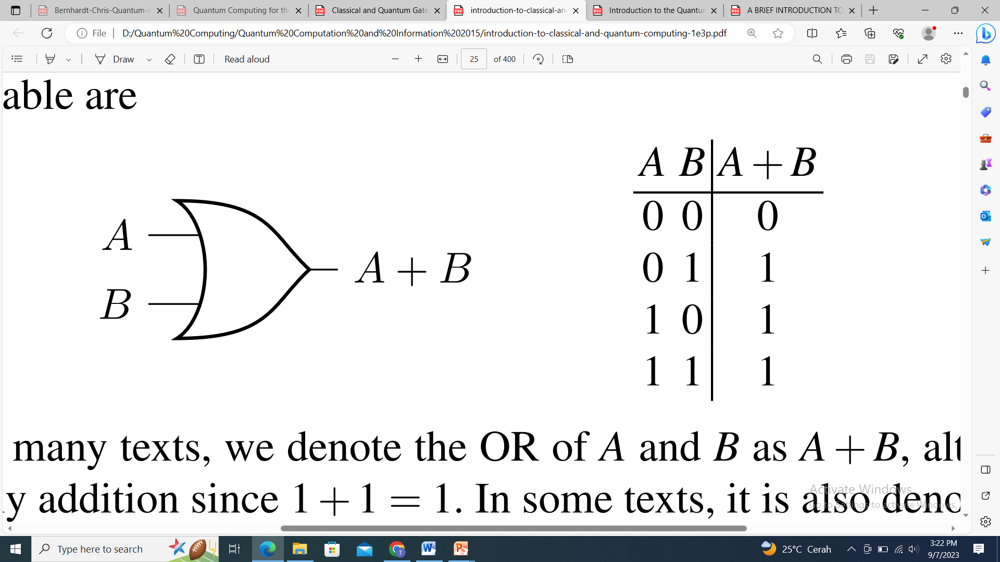 Bernhardt-Chris-Quantum-c
Quantum Computing for the
Classical and Quantum Gate
introduction-to-classical-an
Introduction to the Quantur
A BRIEF INTRODUCTION TO
File
D:/Quantum%20Computing/Quantum%20Computation%20and%20Information%202015/introduction-to-classical-and-quantum-computing-1e3p.pdf
Draw
Read aloud
25 of 400
able are
A
B
A + B
A B A + B
0 0 0
0 1 1
1 0 1
1 1 1
many texts, we denote the OR of A and B as A + B, alt
y addition since 1 + 1 = 1. In some texts, it is also deno
Activate Windows
Go to Settings to activate Windows.
Type here to search
25°C Cerah
3:22 PM
9/7/2023